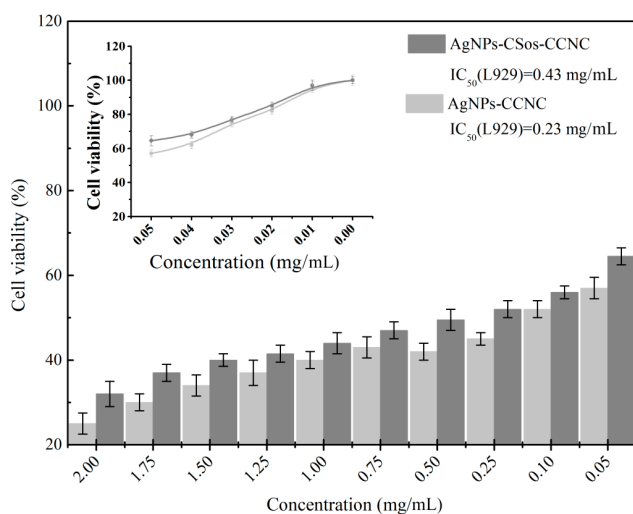 120
100
80
60
40
20
Cell viability (%)
AgNPs-CSos-CCNC
IC50(L929)=0.43 mg/mL
AgNPs-CCNC
IC50(L929)=0.23 mg/mL
120
100
80
60
40
20
Cell viability (%)
0.05 0.04 0.03 0.02 0.01 0.00
Concentration (mg/mL)
2.00 1.75 1.50 1.25 1.00 0.75 0.50 0.25 0.10 0.05
Concentration (mg/mL)